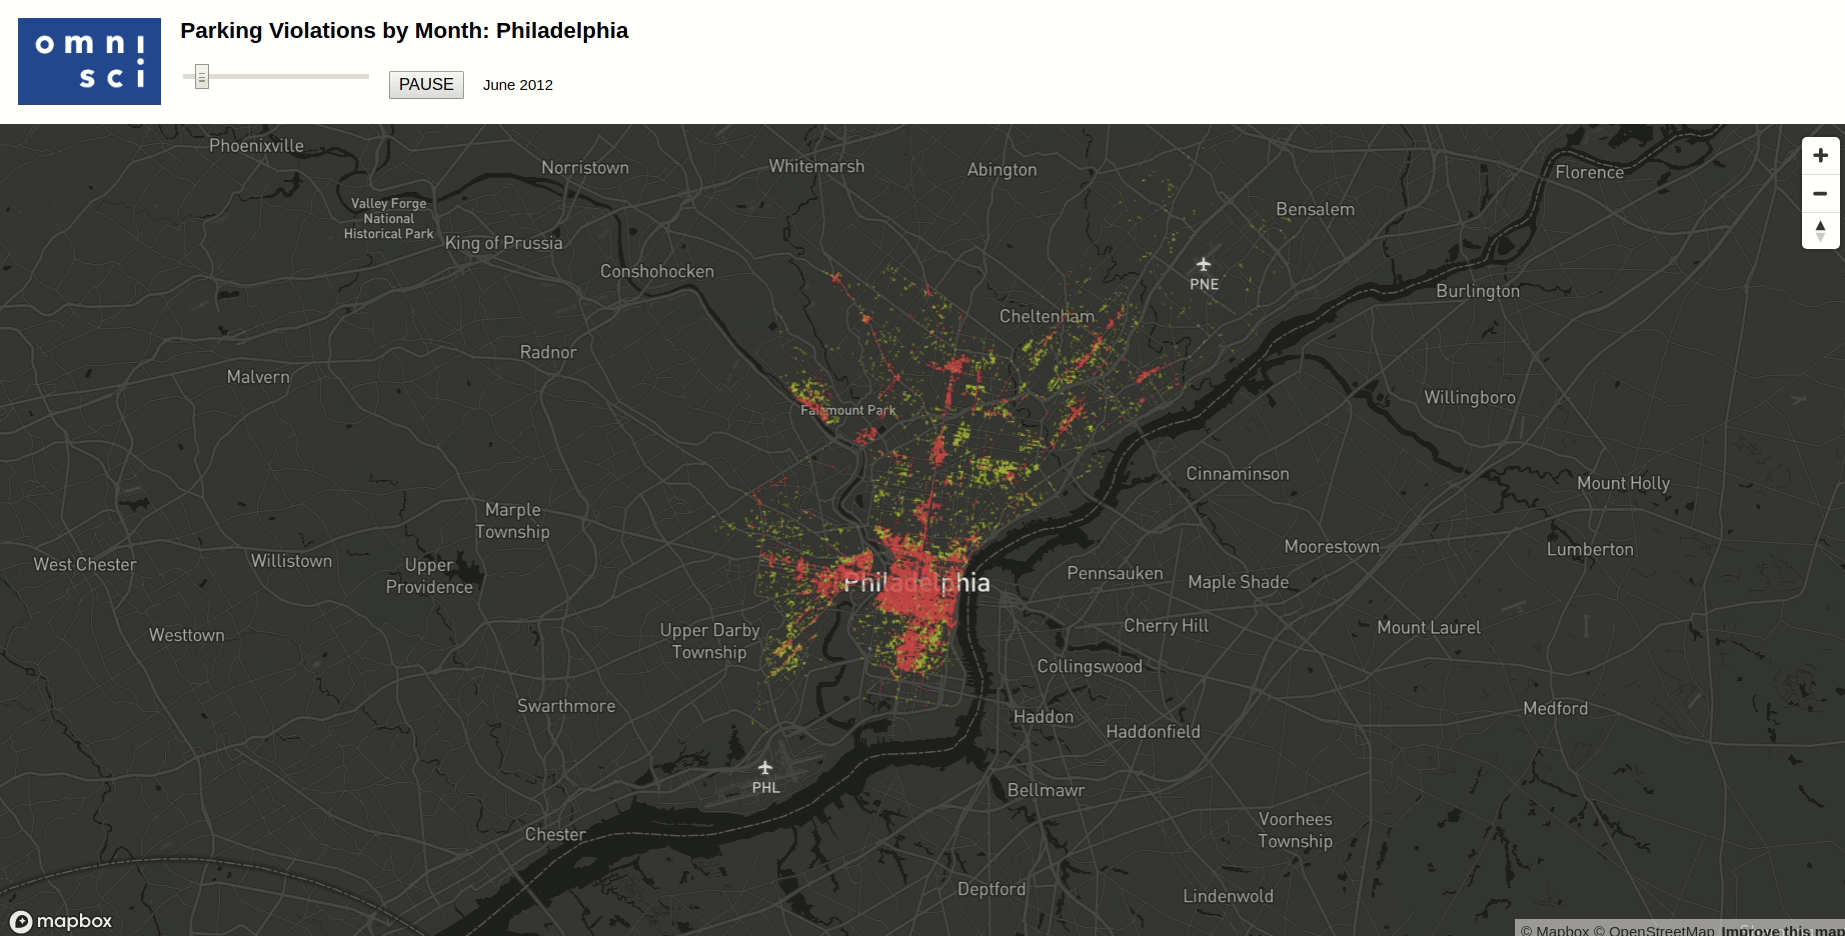 omni
sci
Parking Violations by Month: Philadelphia
PAUSE
June 2012
Phoenixville
Norristown
Whitemarsh
Abington
Florence
Valley Forge
National
Historical Park
King of Prussia
Bensalem
Conshohocken
PNE
Burlington
Cheltenham
Radnor
Malvern
Fairmount Park
Willingboro
Cinnaminson
Mount Holly
Marple
Township
West Chester
Willistown
Upper
Providence
Philadelphia
Pennsauken
Maple Shade
Moorestown
Lumberton
Westtown
Upper Darby
Township
Cherry Hill
Mount Laurel
Collingswood
Swarthmore
Haddon
Haddonfield
Medford
PHL
Bellmawr
Chester
Voorhees
Township
Deptford
Lindenwold
mapbox
© Mapbox © OpenStreetMap Improve this map